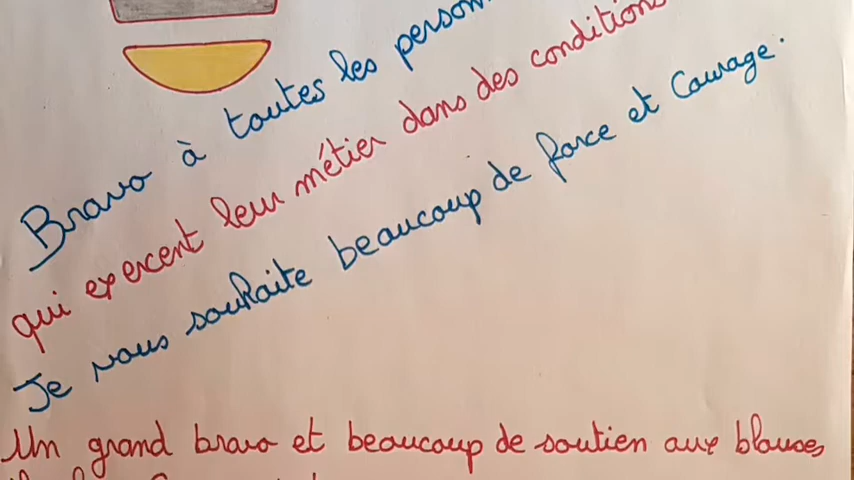 Bravo à toutes les person
qui exercent leur métier dans des conditions
Je vous souhaite beaucoup de force et Courage.
Un grand bravo et beaucoup de soutien aux blouses